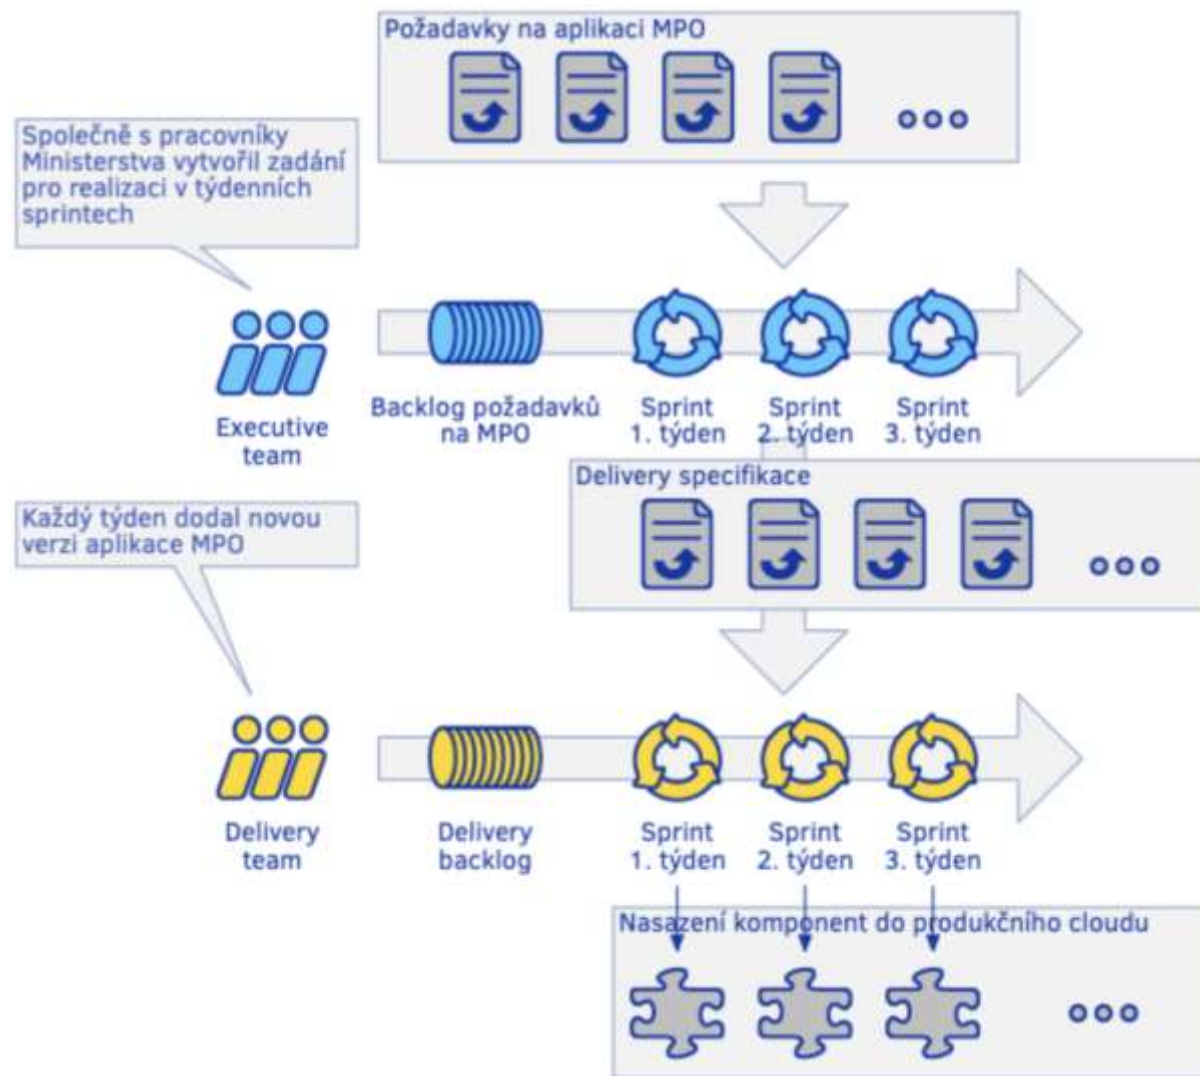 Požadavky na aplikaci MPO
Společně s pracovníky
Ministerstva vytvořil zadání
pro realizaci v týdenních
sprintech
Executive
team
Backlog požadavků
na MPO
Sprint
1. týden
Sprint
2. týden
Sprint
3. týden
Delivery specifikace
Každý týden dodal novou
verzi aplikace MPO
Delivery
team
Delivery
backlog
Sprint
1. týden
Sprint
2. týden
Sprint
3. týden
Nasazení komponent do produkčního cloudu